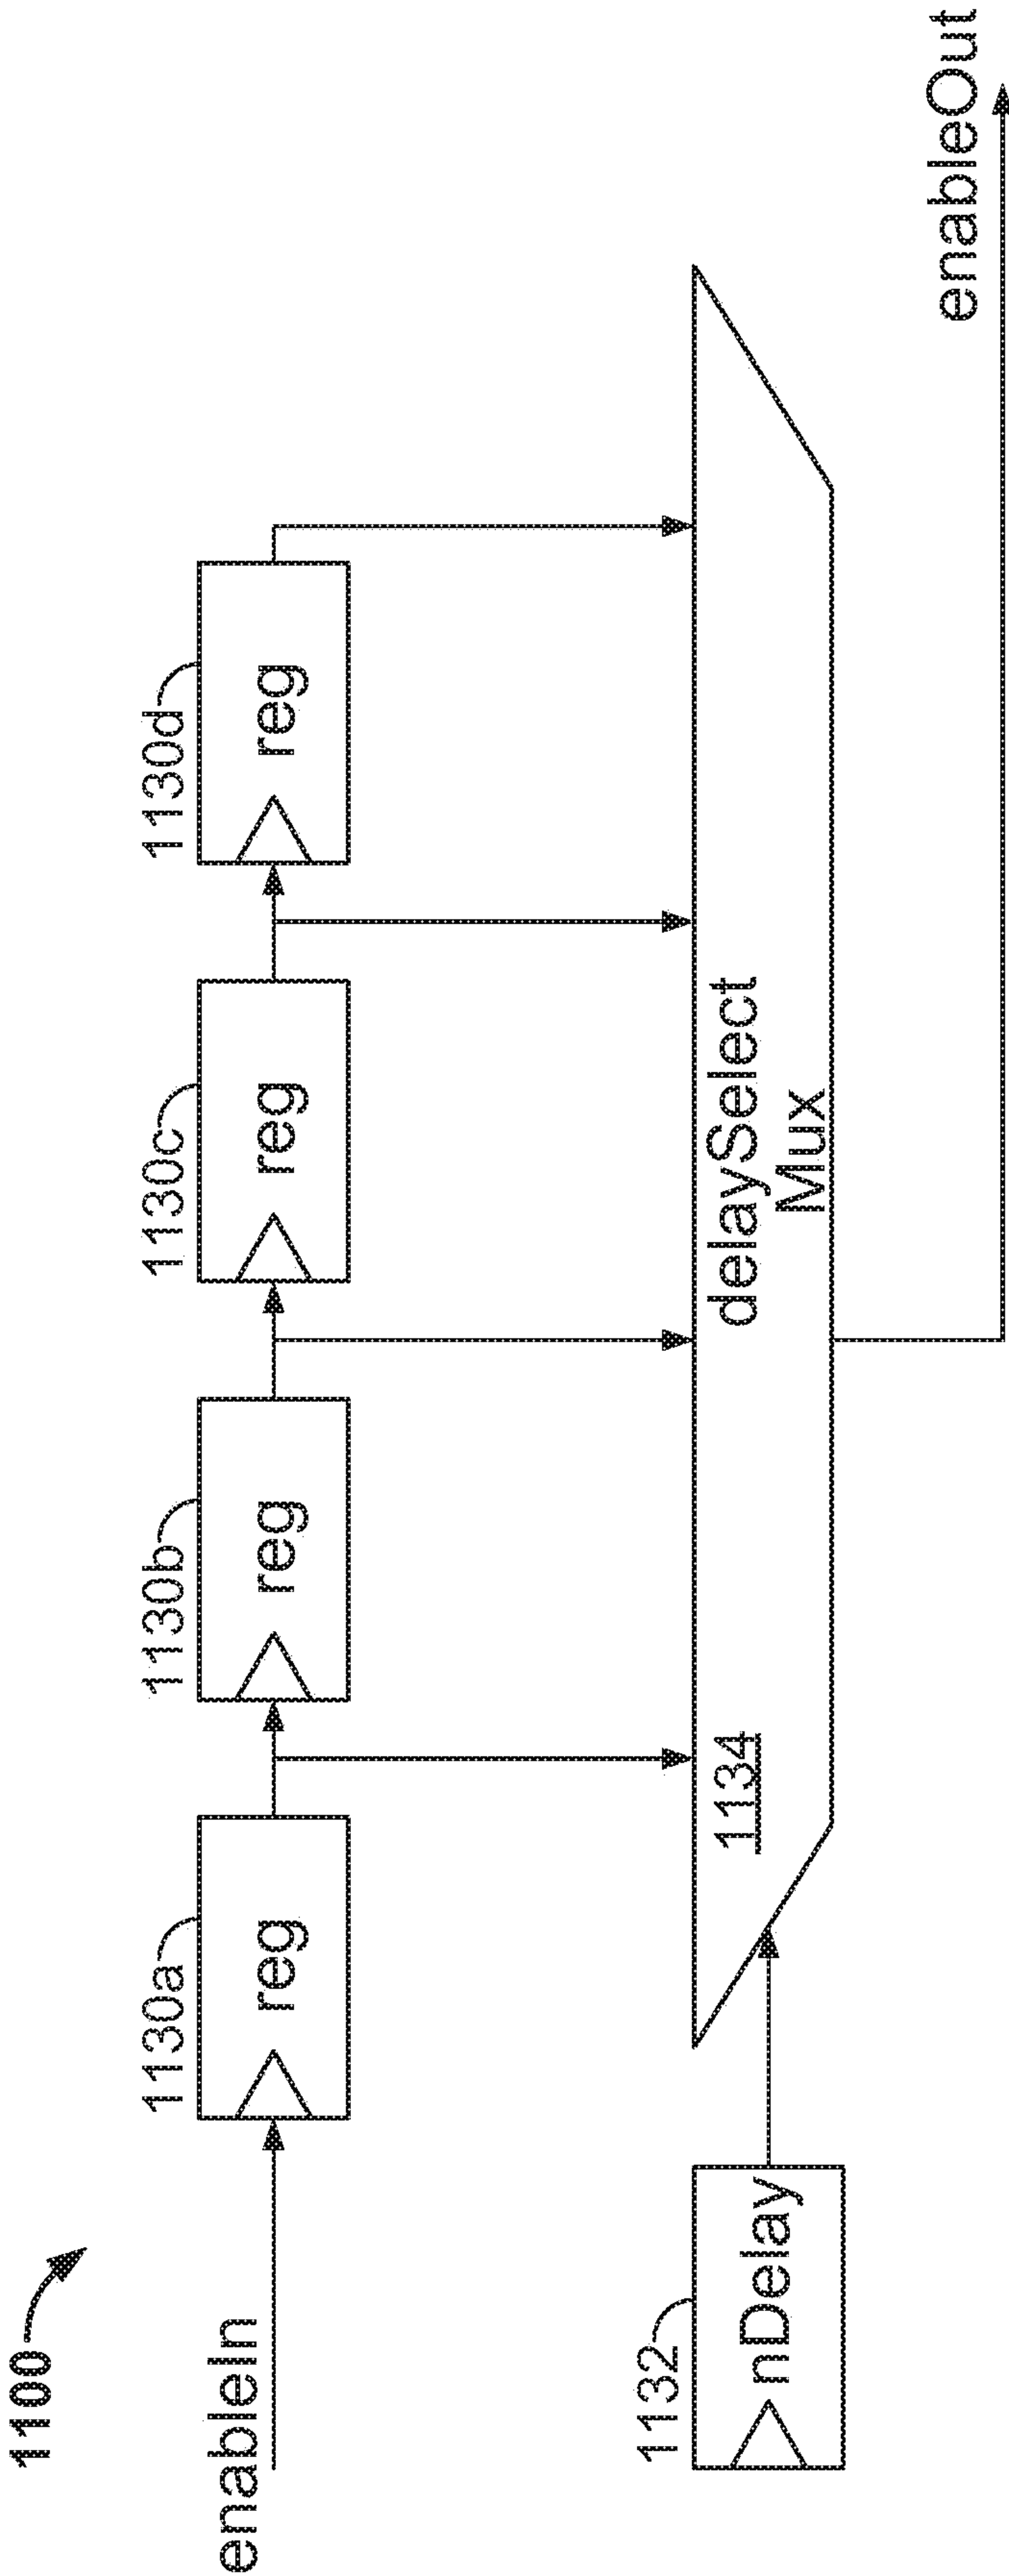 1100
enableIn
1130a
reg
1130b
reg
1130c
reg
1130d
reg
1132
nDelay
1134
delaySelect
Mux
enableOut